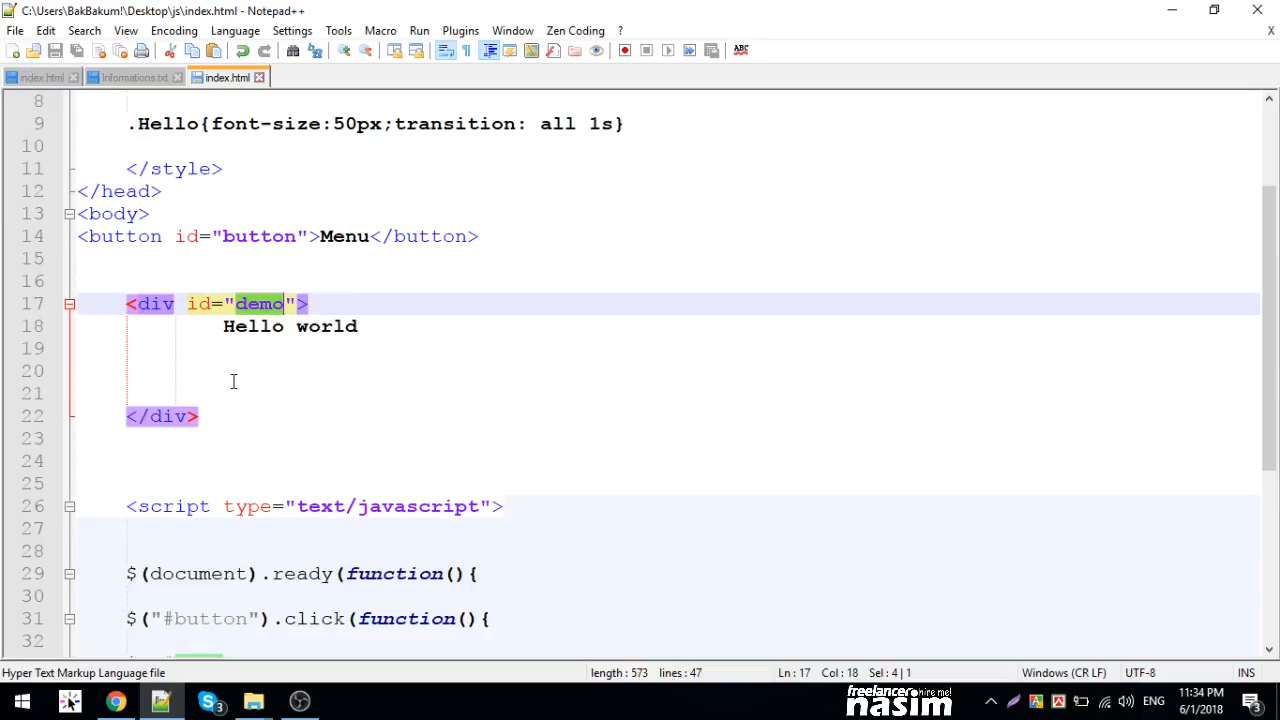 C:\Users\BakBakum!\Desktop\js\index.html - Notepad++
File Edit Search View Encoding Language Settings Tools Macro Run Plugins Window Zen Coding ? X
ABC
index.html Informations.txt index.html
8
9 .Hello{font-size:50px;transition: all 1s}
10
11 </style>
12 </head>
13 <body>
14 <button id="button">Menu</button>
15
16
17 <div id="demo">
18 Hello world
19
20
21
22 </div>
23
24
25
26 <script type="text/javascript">
27
28
29 $(document).ready(function(){
30
31 $("#button").click(function(){
32
Hyper Text Markup Language file length : 573 lines : 47 Ln : 17 Col : 18 Sel : 4 | 1 Windows (CR LF) UTF-8 INS
3
freelancer hire me!
nasim
ENG
11:34 PM
6/1/2018
3